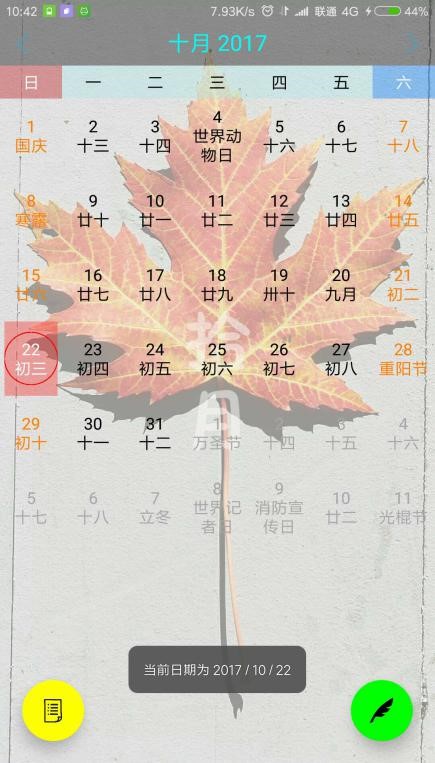 10:42 7.93K/s 联通 4G 44%
十月 2017
日 一 二 三 四 五 六
1 2 3 4 5 6 7
国庆 十三 十四 世界动物日 十六 十七 十八
8 9 10 11 12 13 14
寒露 廿十 廿一 廿二 廿三 廿四 廿五
15 16 17 18 19 20 21
廿六 廿七 廿八 廿九 卅十 九月 初二
22 23 24 25 26 27 28
初三 初四 初五 初六 初七 初八 重阳节
拾月
29 30 31 1 2 3 4
初十 十一 十二 万圣节 十四 十五 十六
5 6 7 8 9 10 11
十七 十八 立冬 世界记者日 消防宣传日 廿二 光棍节
当前日期为 2017 / 10 / 22